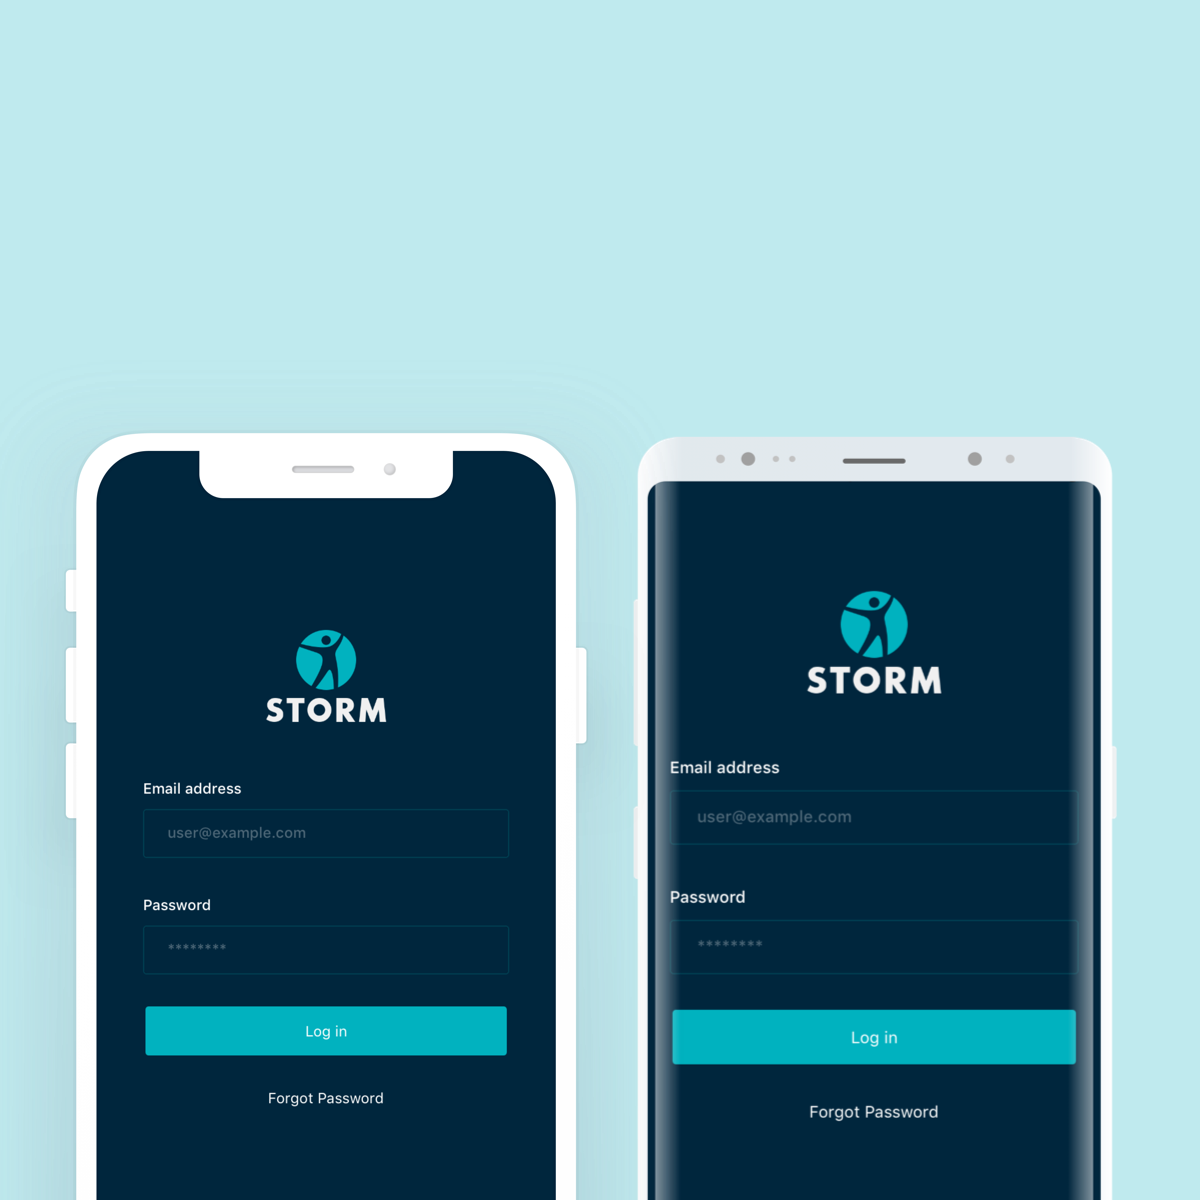 STORM
Email address
user@example.com
Password
********
Log in
Forgot Password
STORM
Email address
user@example.com
Password
********
Log in
Forgot Password